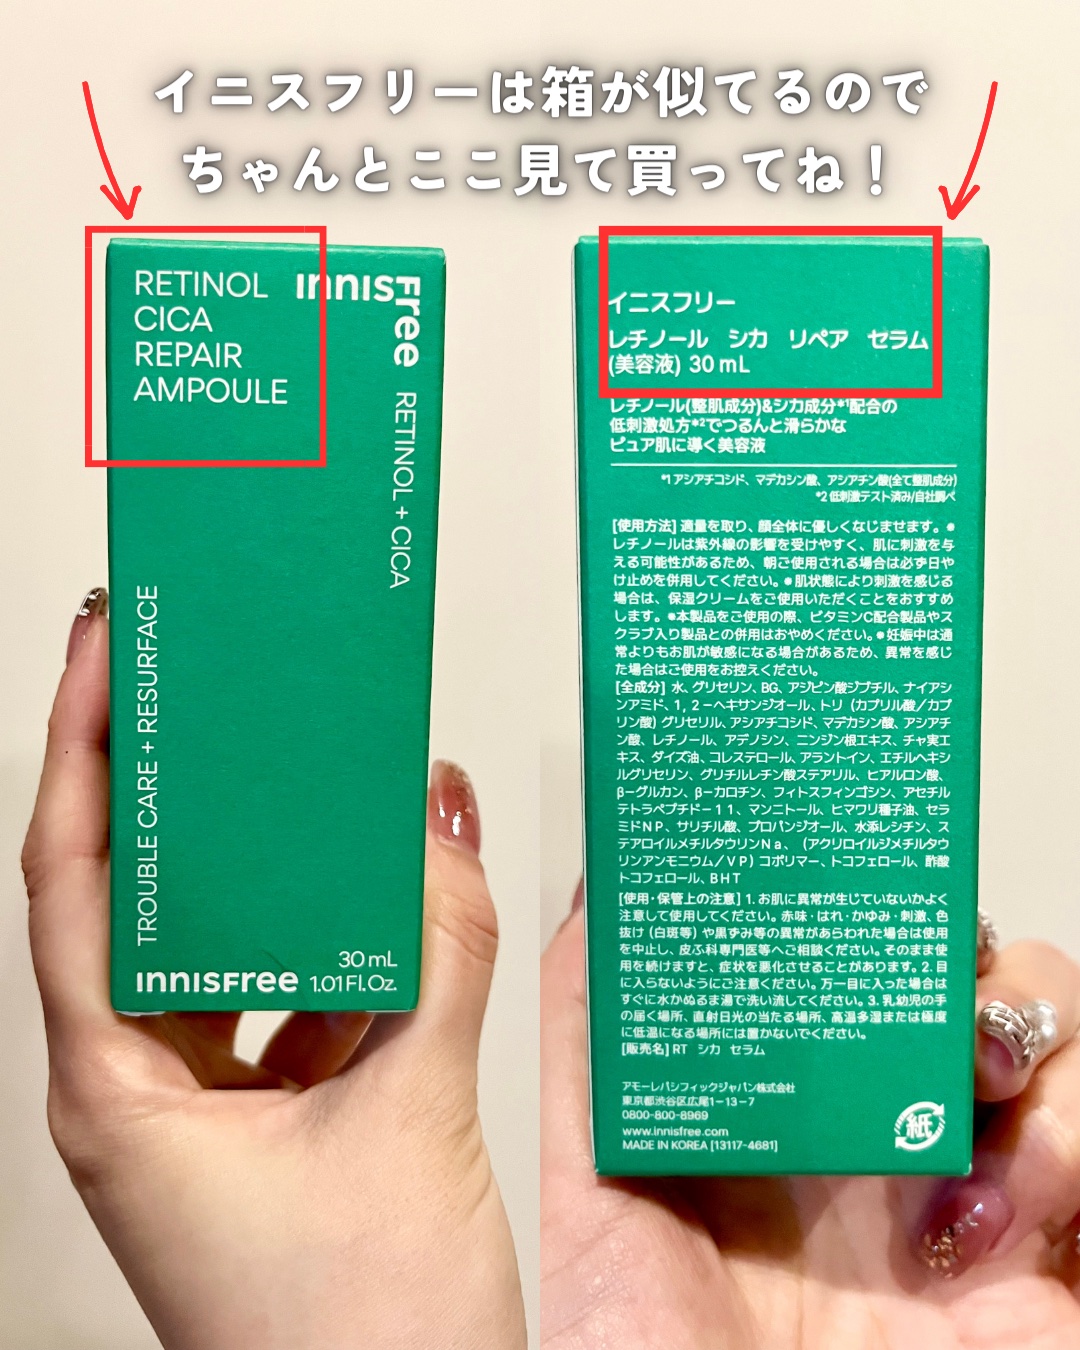 イニスフリーは箱が似てるので
ちゃんとここ見て買ってね！
RETINOL
CICA
REPAIR
AMPOULE
innisfree
RETINOL + CICA
TROUBLE CARE + RESURFACE
30 mL
innisfree 1.01 Fl.Oz.
イニスフリー
レチノール シカ リペア セラム
(美容液) 30 mL
レチノール(整肌成分)&シカ成分*1配合の
低刺激処方*2でつるんと滑らかな
ピュア肌に導く美容液
*1 アシアチコシド、マデカシン酸、アシアチン酸(全て整肌成分)
*2 低刺激テスト済み/自社調べ
[使用方法] 適量を取り、顔全体に優しくなじませます。※
レチノールは紫外線の影響を受けやすく、肌に刺激を与
える可能性があるため、朝ご使用される場合は必ず日や
け止めを併用してください。※肌状態により刺激を感じる
場合は、保湿クリームをご使用いただくことをおすすめ
します。※本製品をご使用の際、ビタミンC配合製品やス
クラブ入り製品との併用はおやめください。※妊娠中は通
常よりもお肌が敏感になる場合があるため、異常を感じ
た場合はご使用をお控えください。
[全成分] 水、グリセリン、BG、アジピン酸ジブチル、ナイアシ
ンアミド、1，2－ヘキサンジオール、トリ（カプリル酸／カプ
リン酸）グリセリル、アシアチコシド、マデカシン酸、アシアチ
ン酸、レチノール、アデノシン、ニンジン根エキス、チャ実エ
キス、ダイズ油、コレステロール、アラントイン、エチルヘキシ
ルグリセリン、グリチルレチン酸ステアリル、ヒアルロン酸、
β－グルカン、β－カロチン、フィトスフィンゴシン、アセチル
テトラペプチド－11、マンニトール、ヒマワリ種子油、セラ
ミドNP、サリチル酸、プロパンジオール、水添レシチン、ス
テアロイルメチルタウリンNa、（アクリロイルジメチルタウ
リンアンモニウム／VP）コポリマー、トコフェロール、酢酸
トコフェロール、BHT
[使用・保管上の注意] 1. お肌に異常が生じていないかよく
注意して使用してください。赤味・はれ・かゆみ・刺激、色
抜け（白斑等）や黒ずみ等の異常があらわれた場合は使用
を中止し、皮ふ科専門医等へご相談ください。そのまま使
用を続けますと、症状を悪化させることがあります。2. 目
に入らないようにご注意ください。万一目に入った場合は
すぐに水かぬるま湯で洗い流してください。3. 乳幼児の手
の届く場所、直射日光の当たる場所、高温多湿または極度
に低温になる場所には置かないでください。
[販売名] RT シカ セラム
アモーレパシフィックジャパン株式会社
東京都渋谷区広尾1－13－7
0800-800-8969
www.innisfree.com
MADE IN KOREA [13117-4681]
紙